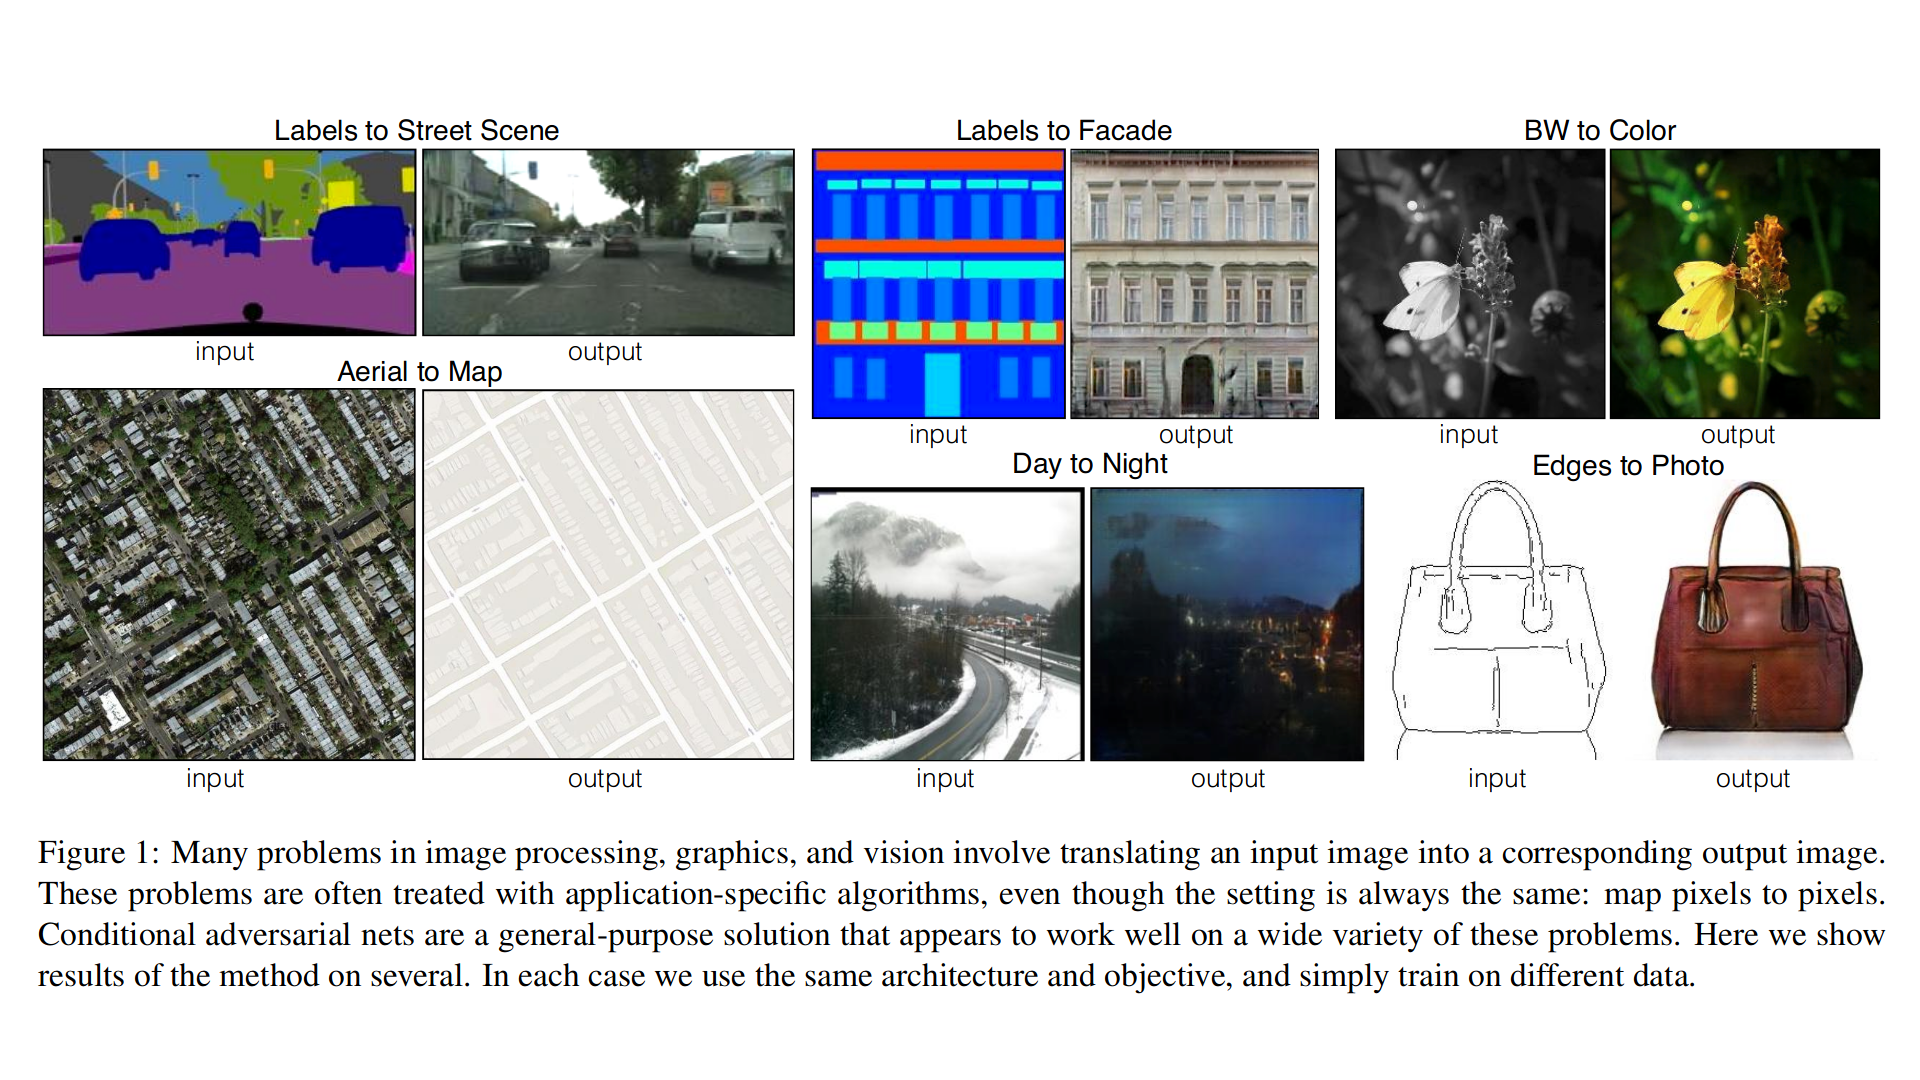 Labels to Street Scene
input
output
Aerial to Map
input
output
Labels to Facade
input
output
Day to Night
input
output
BW to Color
input
output
Edges to Photo
input
output
Figure 1: Many problems in image processing, graphics, and vision involve translating an input image into a corresponding output image.
These problems are often treated with application-specific algorithms, even though the setting is always the same: map pixels to pixels.
Conditional adversarial nets are a general-purpose solution that appears to work well on a wide variety of these problems. Here we show
results of the method on several. In each case we use the same architecture and objective, and simply train on different data.